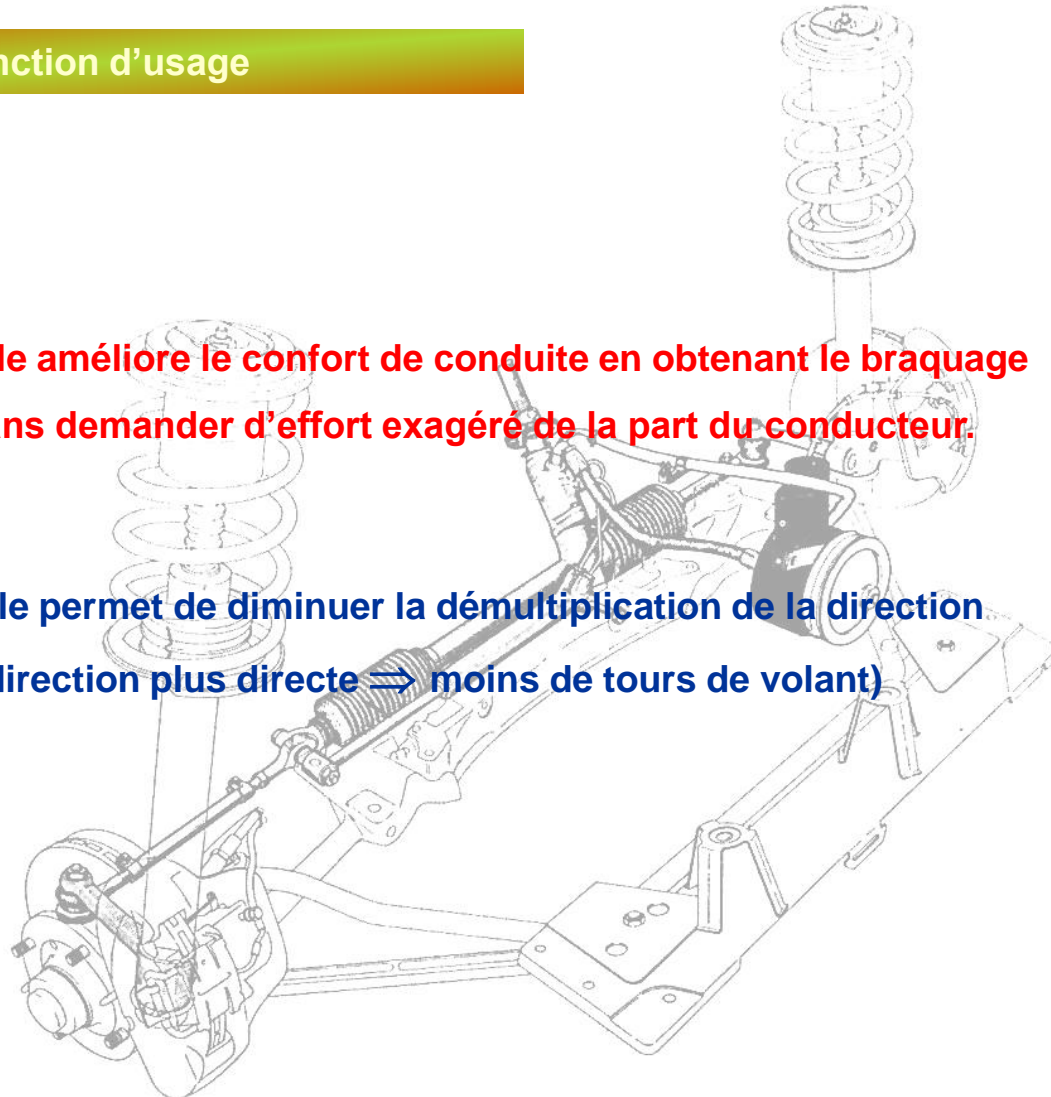 nction d’usage
le améliore le confort de conduite en obtenant le braquage
ans demander d’effort exagéré de la part du conducteur.
le permet de diminuer la démultiplication de la direction
direction plus directe ⇒ moins de tours de volant)